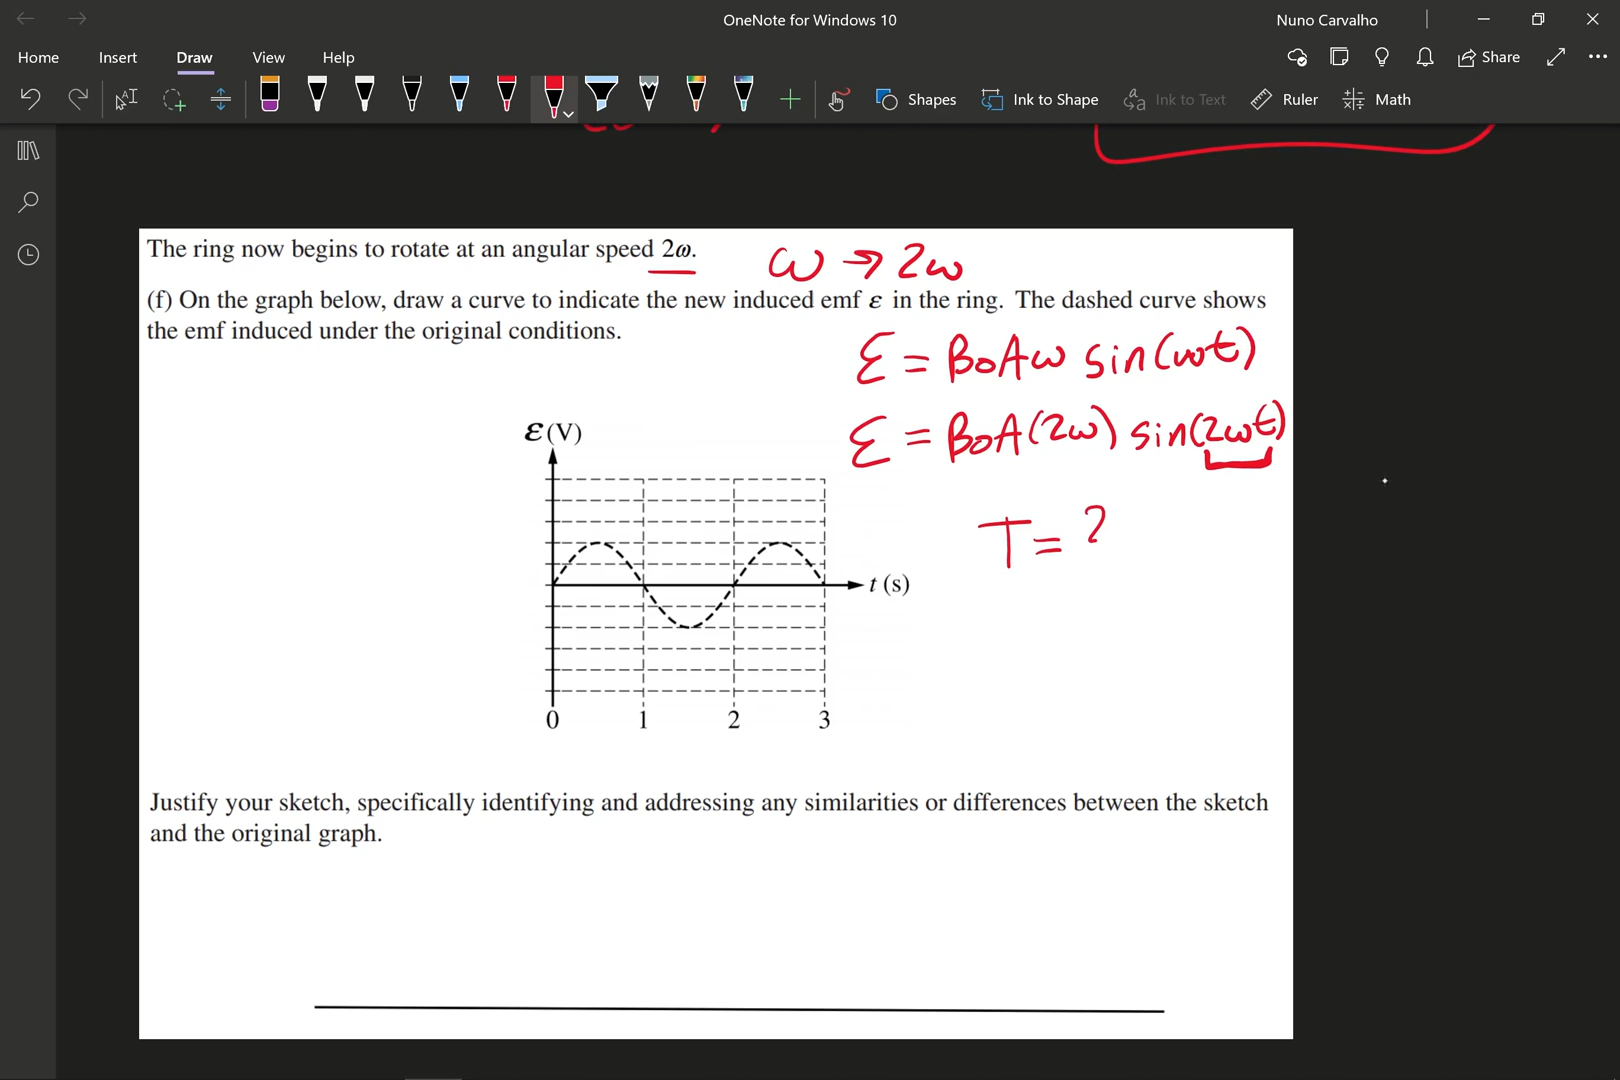 OneNote for Windows 10
Nuno Carvalho
Home Insert Draw View Help
Share
Shapes Ink to Shape Ink to Text Ruler Math
The ring now begins to rotate at an angular speed 2ω.
ω → 2ω
(f) On the graph below, draw a curve to indicate the new induced emf ε in the ring. The dashed curve shows
the emf induced under the original conditions.
Ɛ = B₀Aω sin(ωt)
Ɛ = B₀A(2ω) sin(2ωt)
ε (V)
T = ?
t (s)
0 1 2 3
Justify your sketch, specifically identifying and addressing any similarities or differences between the sketch
and the original graph.